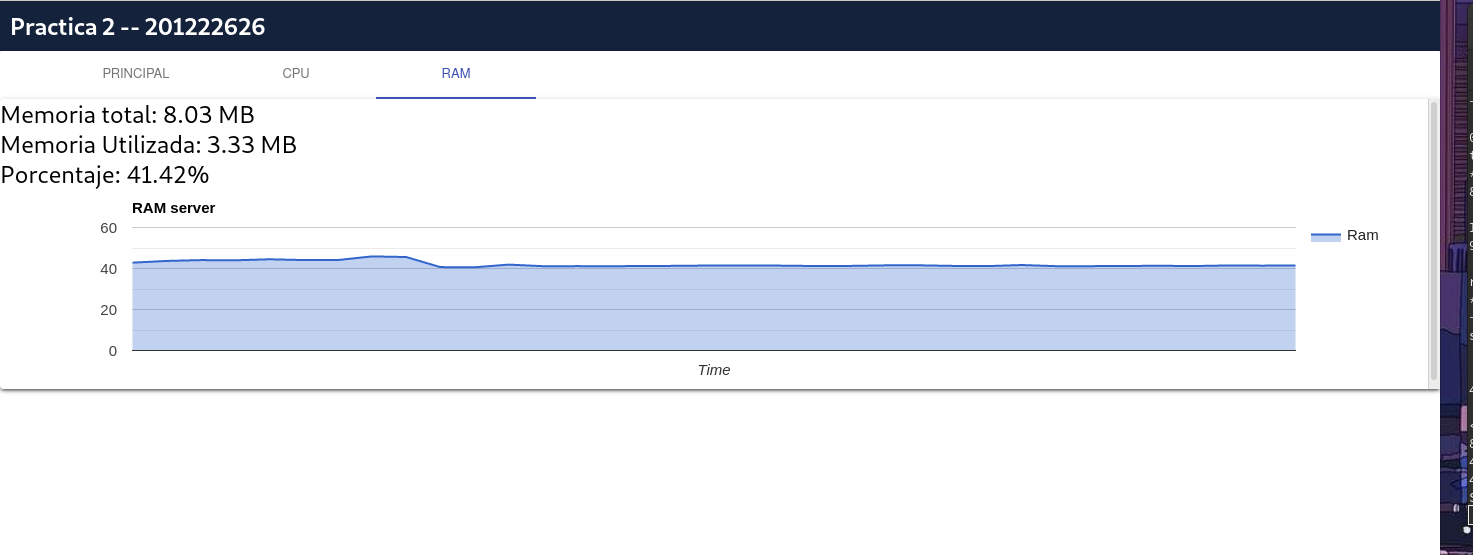 Practica 2 -- 201222626
PRINCIPAL CPU RAM
Memoria total: 8.03 MB
Memoria Utilizada: 3.33 MB
Porcentaje: 41.42%
RAM server
60
40
20
0
Ram
Time